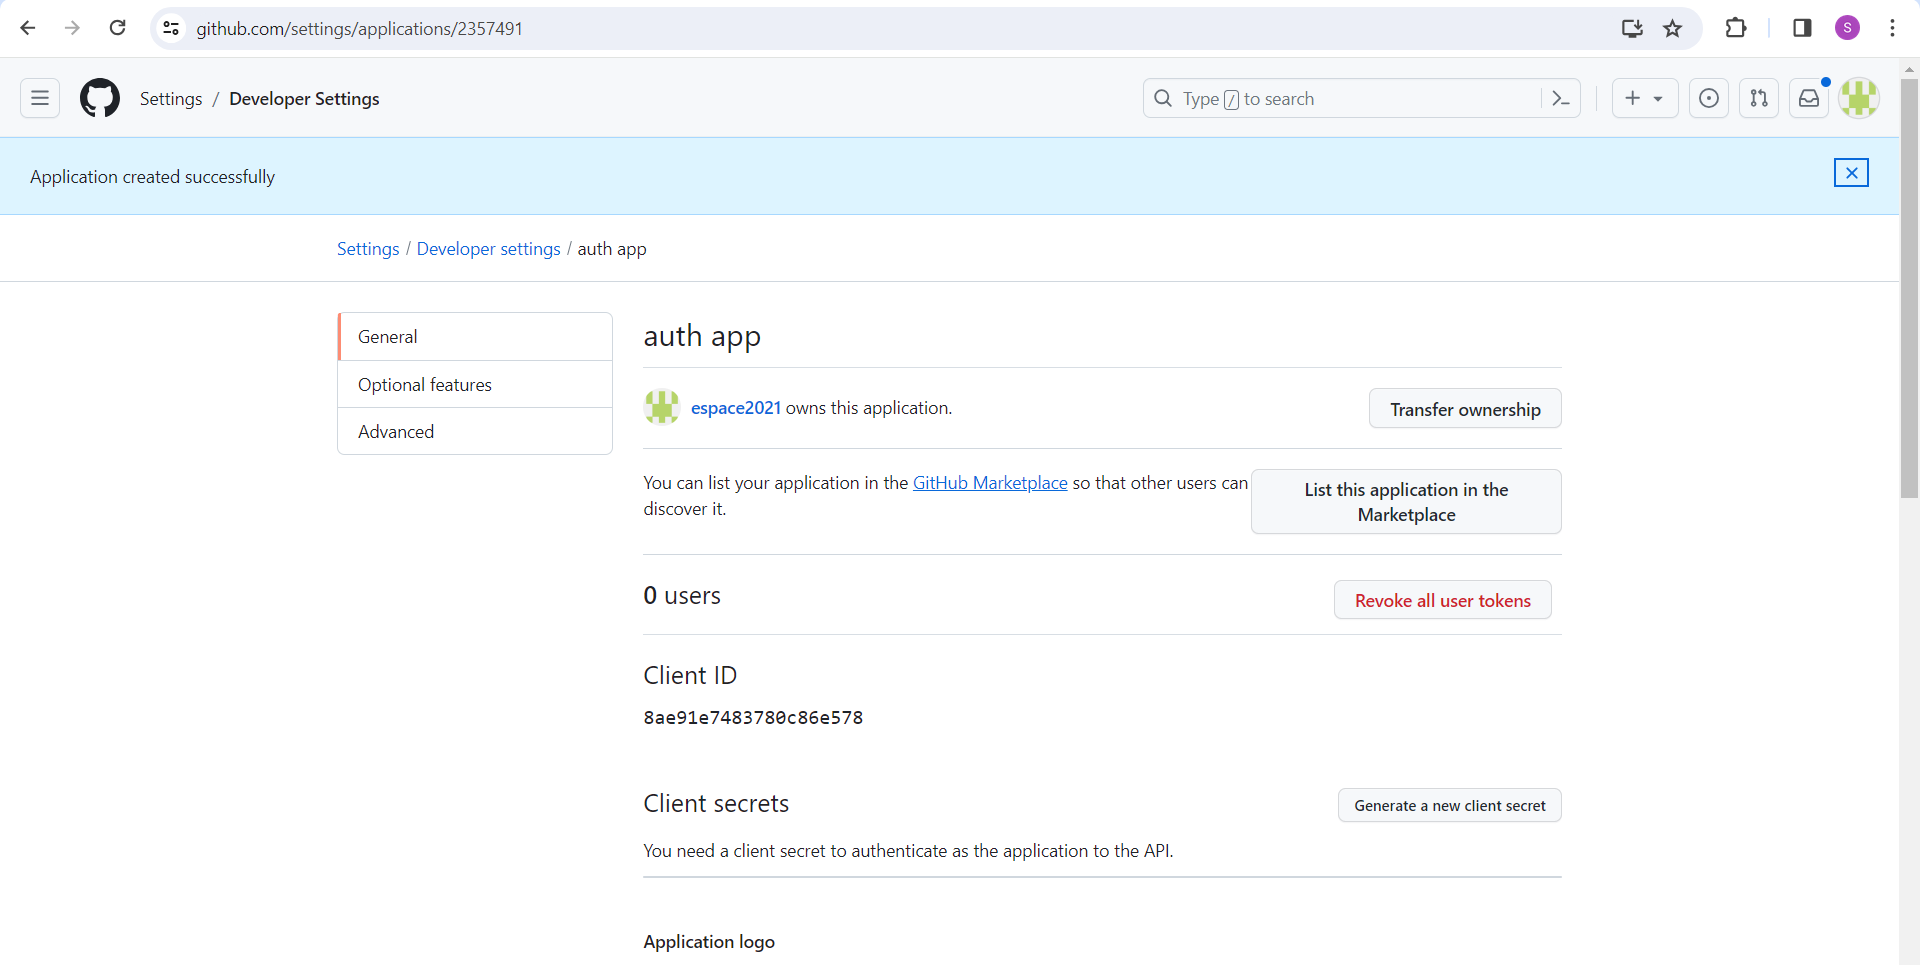 github.com/settings/applications/2357491
S
Settings / Developer Settings
Type / to search
Application created successfully
Settings / Developer settings / auth app
General
Optional features
Advanced
auth app
espace2021 owns this application.
Transfer ownership
You can list your application in the GitHub Marketplace so that other users can
discover it.
List this application in the
Marketplace
0 users
Revoke all user tokens
Client ID
8ae91e7483780c86e578
Client secrets
Generate a new client secret
You need a client secret to authenticate as the application to the API.
Application logo